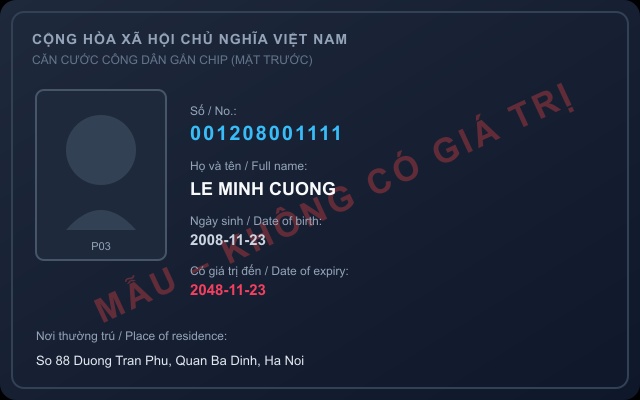 CỘNG HÒA XÃ HỘI CHỦ NGHĨA VIỆT NAM
CĂN CƯỚC CÔNG DÂN GẮN CHIP (MẶT TRƯỚC)
Số / No.:
001208001111
Họ và tên / Full name:
LE MINH CUONG
Ngày sinh / Date of birth:
2008-11-23
Có giá trị đến / Date of expiry:
2048-11-23
P03
Nơi thường trú / Place of residence:
So 88 Duong Tran Phu, Quan Ba Dinh, Ha Noi
MẪU – KHÔNG CÓ GIÁ TRỊ